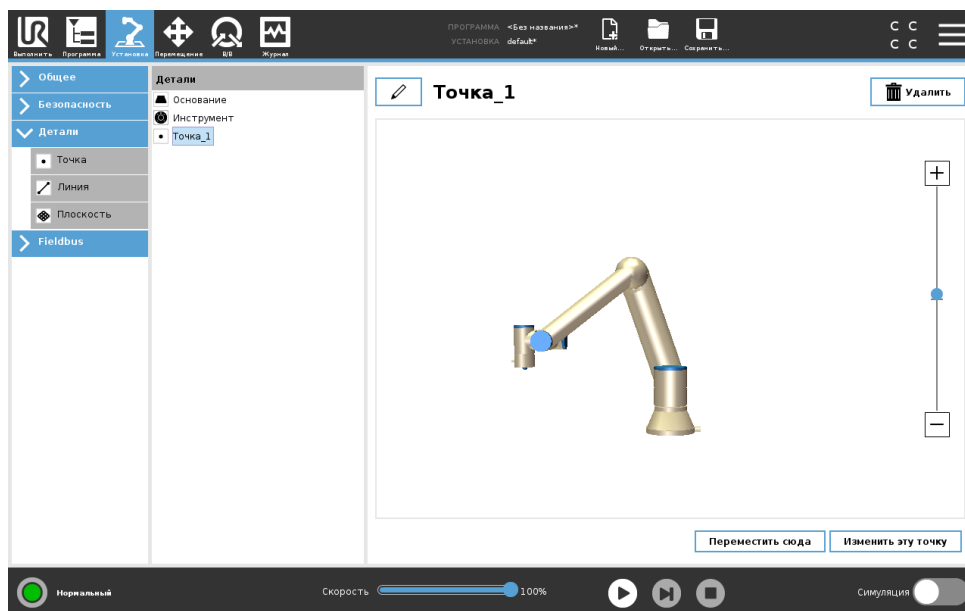 ПРОГРАММА <Без названия>*
УСТАНОВКА default*
UR
Выполнить Программа Установка Перемещение В/В Журнал Новый... Открыть... Сохранить...
C C
C C
Общее
Безопасность
Детали
Точка
Линия
Плоскость
Fieldbus
Детали
Основание
Инструмент
Точка_1
Точка_1
Удалить
Переместить сюда Изменить эту точку
Нормальный Скорость 100% Симуляция